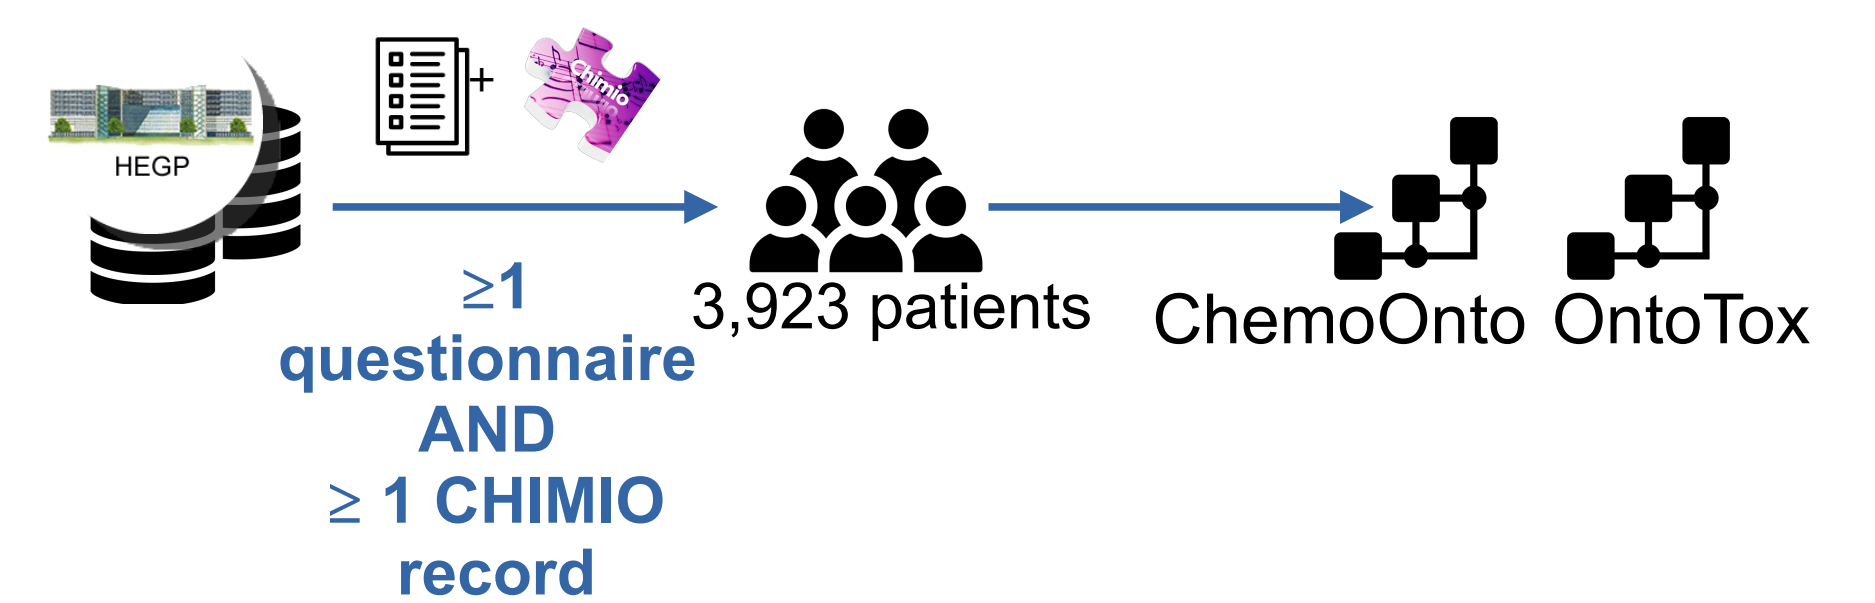 HEGP
+
Chimio
≥1
questionnaire
AND
≥ 1 CHIMIO
record
3,923 patients
ChemoOnto
OntoTox